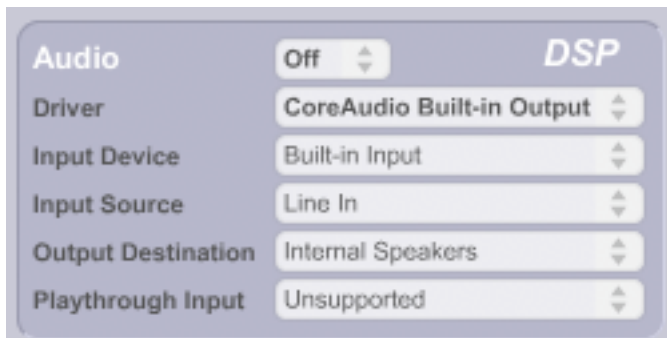 Audio Off DSP
Driver CoreAudio Built-in Output
Input Device Built-in Input
Input Source Line In
Output Destination Internal Speakers
Playthrough Input Unsupported